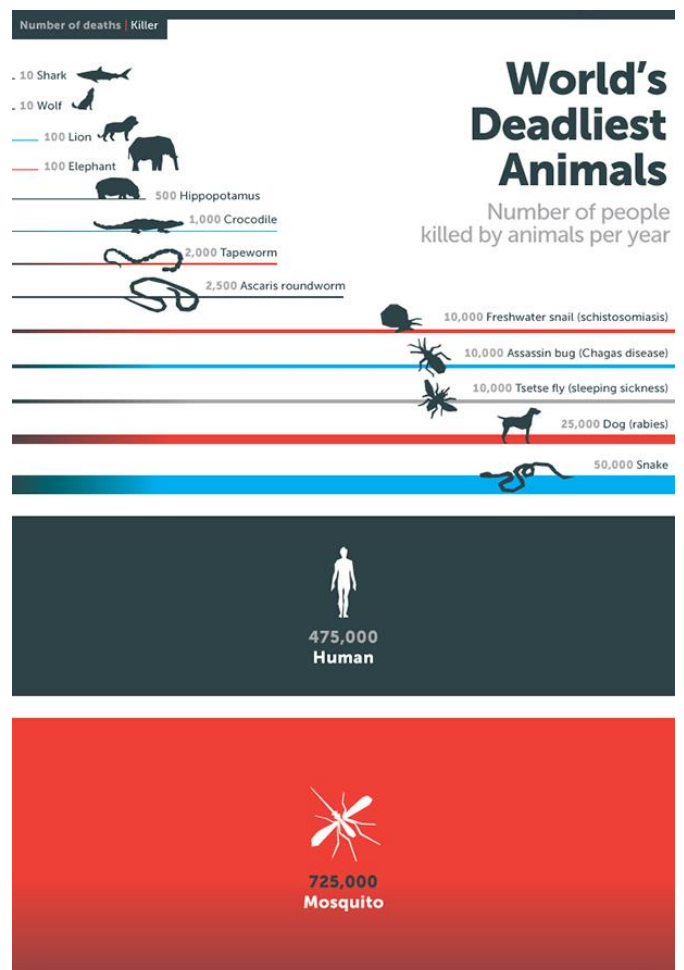 Number of deaths | Killer
World's
Deadliest
Animals
Number of people
killed by animals per year
10 Shark
10 Wolf
100 Lion
100 Elephant
500 Hippopotamus
1,000 Crocodile
2,000 Tapeworm
2,500 Ascaris roundworm
10,000 Freshwater snail (schistosomiasis)
10,000 Assassin bug (Chagas disease)
10,000 Tsetse fly (sleeping sickness)
25,000 Dog (rabies)
50,000 Snake
475,000
Human
725,000
Mosquito